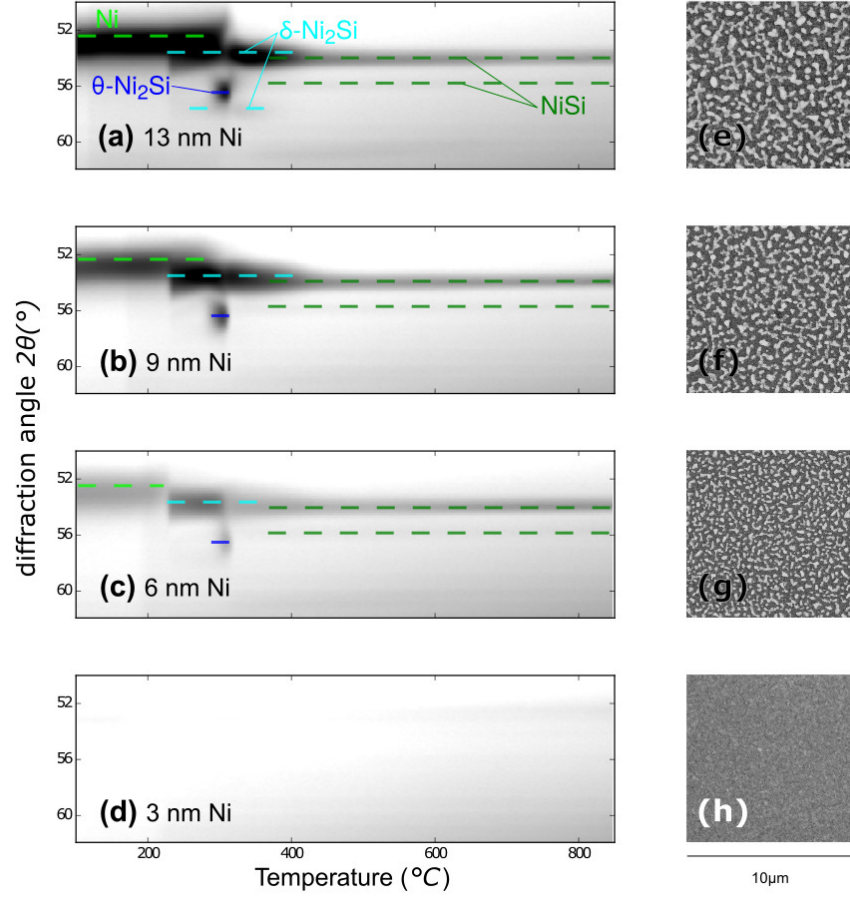 52
56
60
Ni
δ-Ni2Si
θ-Ni2Si
NiSi
(a) 13 nm Ni
(e)
52
56
60
(b) 9 nm Ni
(f)
diffraction angle 2θ(°)
52
56
60
(c) 6 nm Ni
(g)
52
56
60
(d) 3 nm Ni
(h)
200
400
600
800
Temperature (°C)
10µm